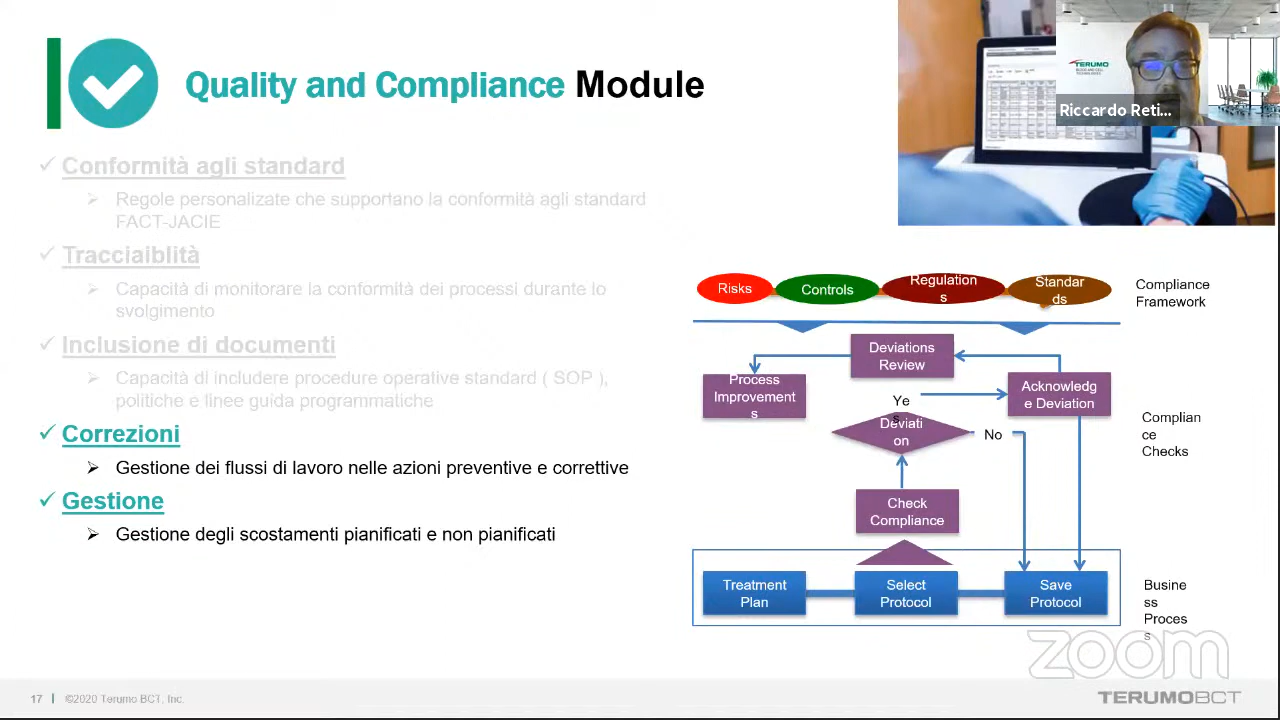 Quality and Compliance Module
TERUMO
Riccardo Reti...
Conformità agli standard
Regole personalizate che supportano la conformità agli standard
FACT-JACIE
Tracciaiblità
Capacità di monitorare la conformità dei processi durante lo
svolgimento
Inclusione di documenti
Capacità di includere procedure operative standard ( SOP ),
politiche e linee guida programmatiche
Correzioni
Gestione dei flussi di lavoro nelle azioni preventive e correttive
Gestione
Gestione degli scostamenti pianificati e non pianificati
Risks
Controls
Regulation
s
Standar
ds
Compliance
Framework
Deviations
Review
Process
Improvement
s
Acknowledg
e Deviation
Ye
s
Deviati
on
No
Complian
ce
Checks
Check
Compliance
Treatment
Plan
Select
Protocol
Save
Protocol
Busine
ss
Proces
s
zoom
17
©2020 Terumo BCT, Inc.
TERUMOBCT